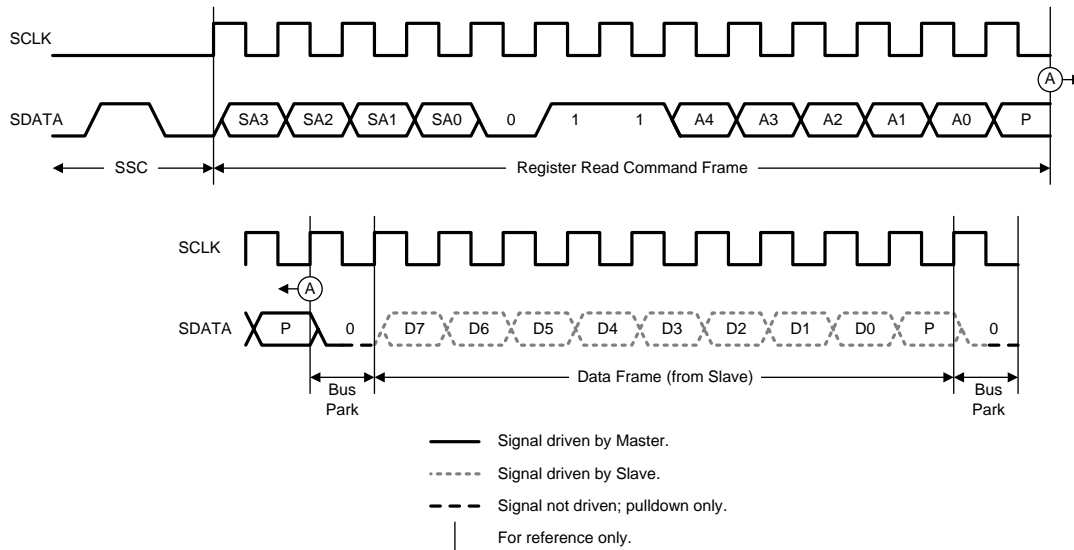 SCLK
A
SDATA SA3 SA2 SA1 SA0 0 1 1 A4 A3 A2 A1 A0 P
SSC Register Read Command Frame
SCLK
A
SDATA P 0 D7 D6 D5 D4 D3 D2 D1 D0 P 0
Bus Park Data Frame (from Slave) Bus Park
Signal driven by Master.
Signal driven by Slave.
Signal not driven; pulldown only.
For reference only.